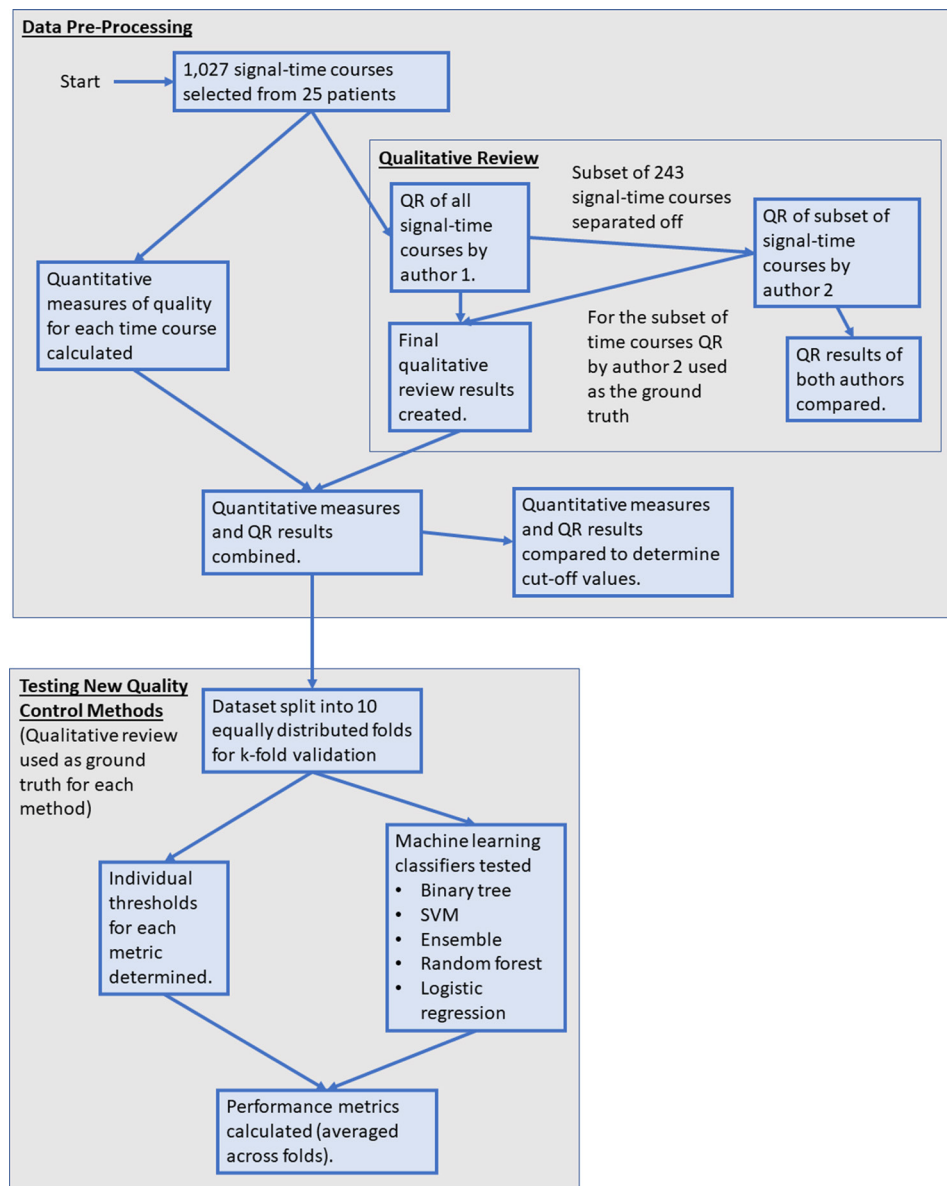 Data Pre-Processing
Start
1,027 signal-time courses
selected from 25 patients
Qualitative Review
QR of all
signal-time
courses by
author 1.
Subset of 243
signal-time courses
separated off
QR of subset of
signal-time
courses by
author 2
Quantitative
measures of quality
for each time course
calculated
Final
qualitative
review results
created.
For the subset of
time courses QR
by author 2 used
as the ground
truth
QR results of
both authors
compared.
Quantitative measures
and QR results
combined.
Quantitative measures
and QR results
compared to determine
cut-off values.
Testing New Quality
Control Methods
(Qualitative review
used as ground
truth for each
method)
Dataset split into 10
equally distributed folds
for k-fold validation
Individual
thresholds
for each
metric
determined.
Machine learning
classifiers tested
• Binary tree
• SVM
• Ensemble
• Random forest
• Logistic
regression
Performance metrics
calculated (averaged
across folds).